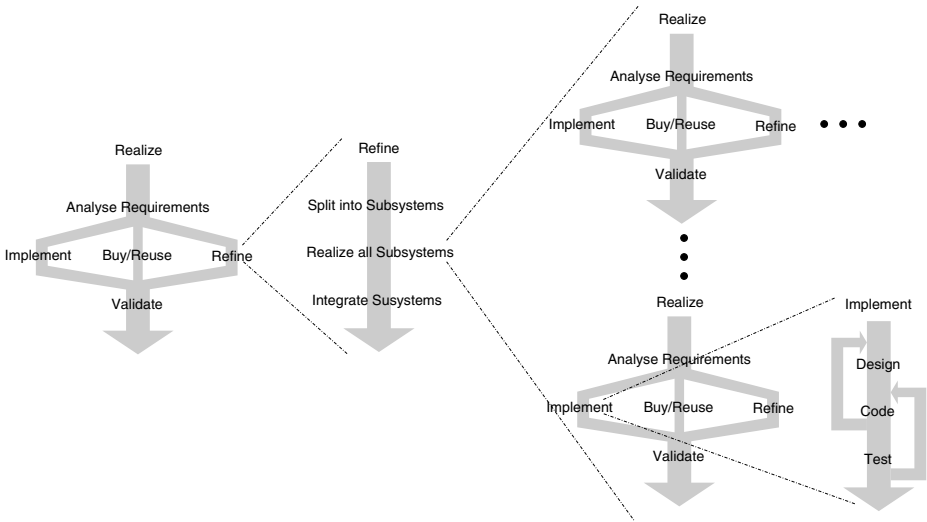 Realize
Analyse Requirements
Implement
Buy/Reuse
Refine
Validate
Refine
Split into Subsystems
Realize all Subsystems
Integrate Susystems
Realize
Analyse Requirements
Implement
Buy/Reuse
Refine
Validate
Realize
Analyse Requirements
Implement
Buy/Reuse
Refine
Validate
Implement
Design
Code
Test